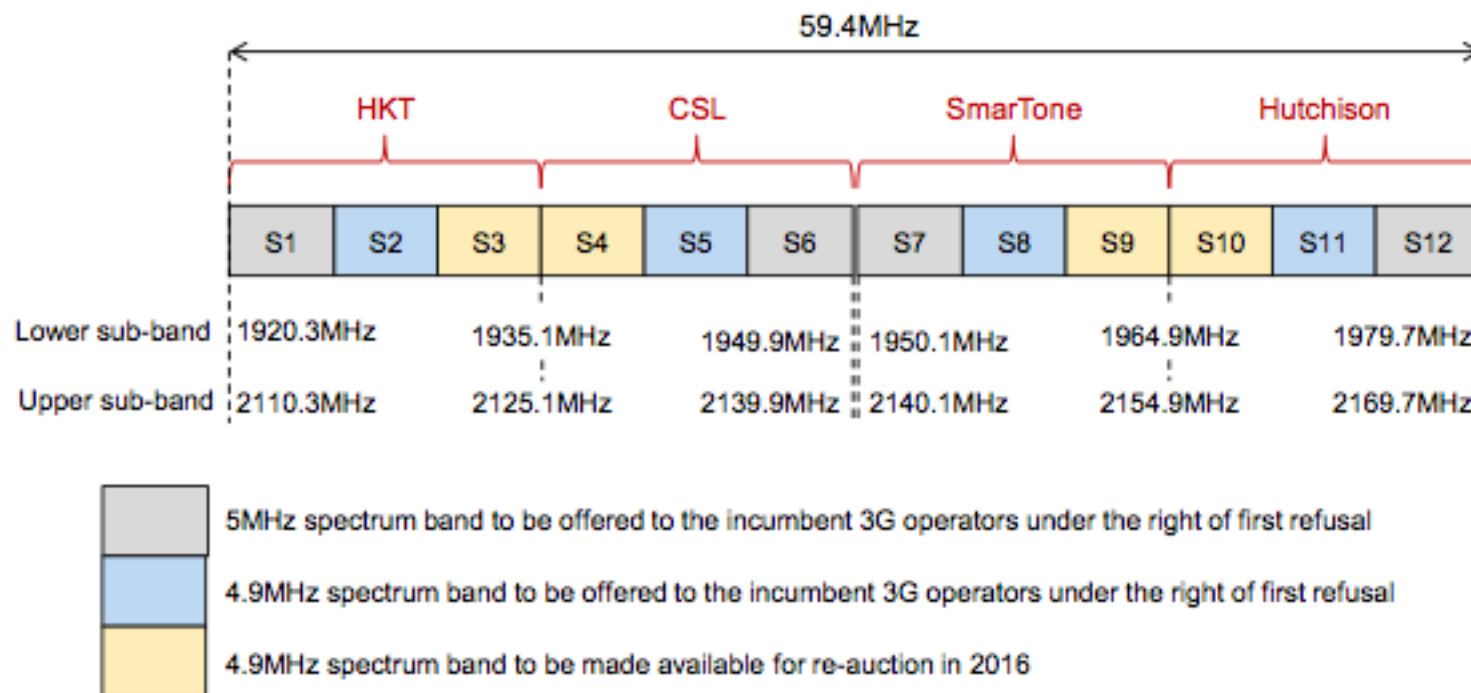 59.4MHz
HKT CSL SmarTone Hutchison
S1 S2 S3 S4 S5 S6 S7 S8 S9 S10 S11 S12
Lower sub-band 1920.3MHz 1935.1MHz 1949.9MHz 1950.1MHz 1964.9MHz 1979.7MHz
Upper sub-band 2110.3MHz 2125.1MHz 2139.9MHz 2140.1MHz 2154.9MHz 2169.7MHz
5MHz spectrum band to be offered to the incumbent 3G operators under the right of first refusal
4.9MHz spectrum band to be offered to the incumbent 3G operators under the right of first refusal
4.9MHz spectrum band to be made available for re-auction in 2016